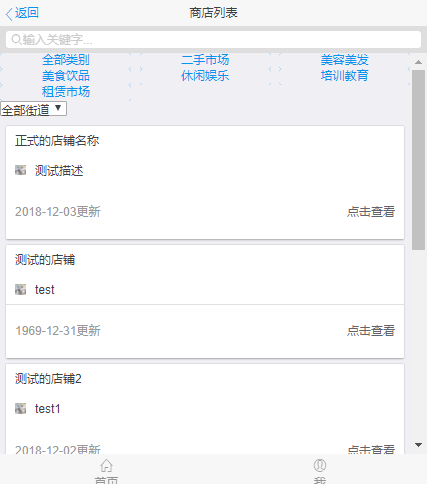 返回 商店列表
输入关键字...
全部类别 二手市场 美容美发
美食饮品 休闲娱乐 培训教育
租赁市场
全部街道
正式的店铺名称
测试描述
2018-12-03更新 点击查看
测试的店铺
test
1969-12-31更新 点击查看
测试的店铺2
test1
2018-12-02更新 点击查看
首页 我